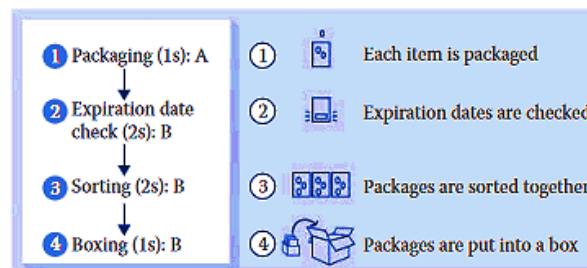 1 Packaging (1s): A
2 Expiration date
check (2s): B
3 Sorting (2s): B
4 Boxing (1s): B
1 Each item is packaged
2 Expiration dates are checked
3 Packages are sorted together
4 Packages are put into a box